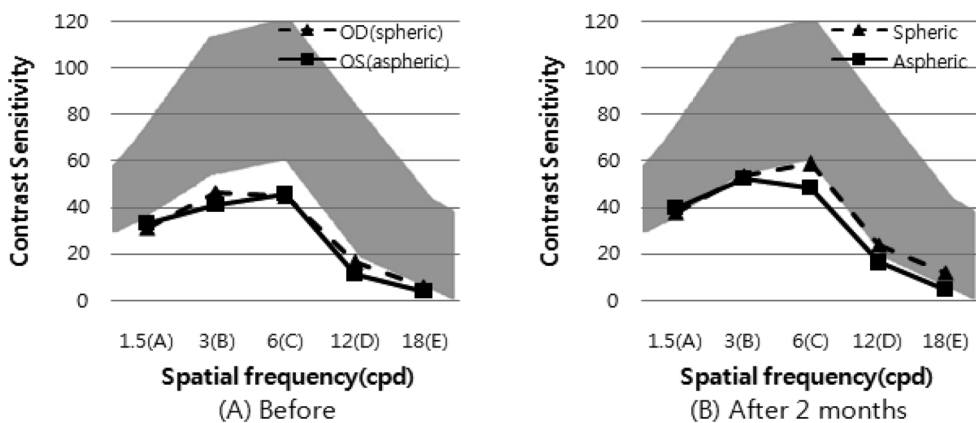 120
100
80
60
40
20
0
Contrast Sensitivity
OD(spheric)
OS(aspheric)
1.5(A) 3(B) 6(C) 12(D) 18(E)
Spatial frequency(cpd)
(A) Before
120
100
80
60
40
20
0
Contrast Sensitivity
Spheric
Aspheric
1.5(A) 3(B) 6(C) 12(D) 18(E)
Spatial frequency(cpd)
(B) After 2 months